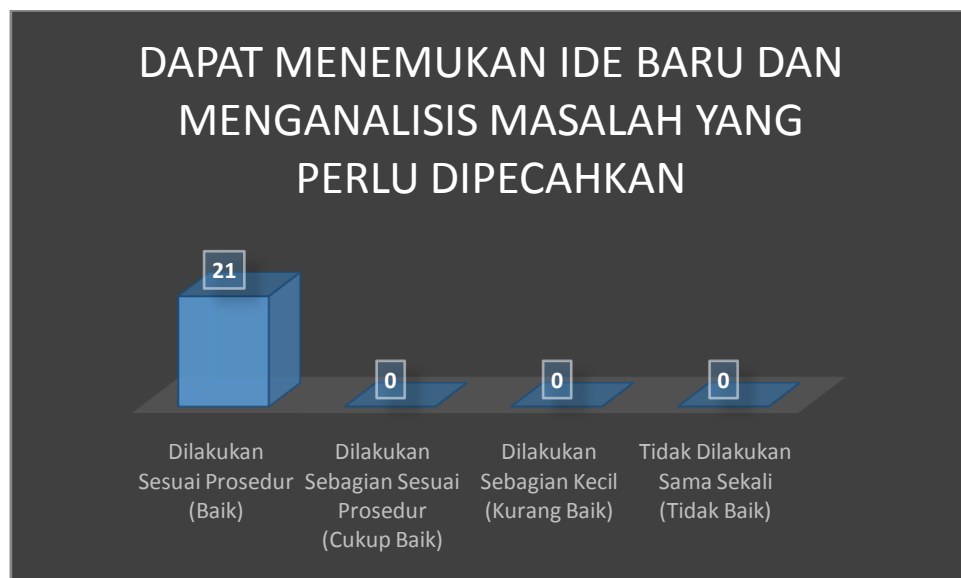 DAPAT MENEMUKAN IDE BARU DAN
MENGANALISIS MASALAH YANG
PERLU DIPECAHKAN
21
0
0
0
Dilakukan
Sesuai Prosedur
(Baik)
Dilakukan
Sebagian Sesuai
Prosedur
(Cukup Baik)
Dilakukan
Sebagian Kecil
(Kurang Baik)
Tidak Dilakukan
Sama Sekali
(Tidak Baik)